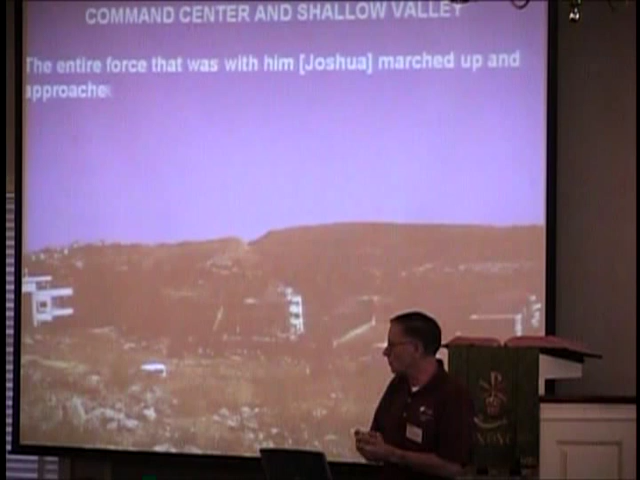 COMMAND CENTER AND SHALLOW VALLEY
The entire force that was with him [Joshua] marched up and
approache